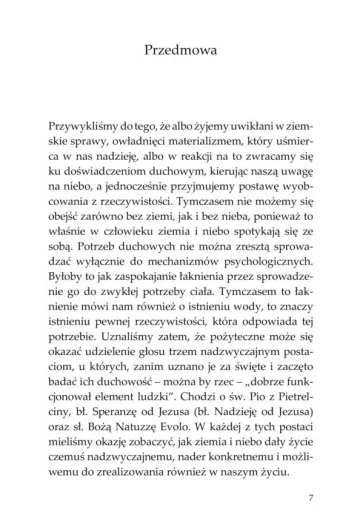 Przedmowa
Przywykliśmy do tego, że albo żyjemy uwikłani w ziem-
skie sprawy, owładnięci materializmem, który uśmier-
ca w nas nadzieję, albo w reakcji na to zwracamy się
ku doświadczeniom duchowym, kierując naszą uwagę
na niebo, a jednocześnie przyjmujemy postawę wyob-
cowania z rzeczywistości. Tymczasem nie możemy się
obejść zarówno bez ziemi, jak i bez nieba, ponieważ to
właśnie w człowieku ziemia i niebo spotykają się ze
sobą. Potrzeb duchowych nie można zresztą sprowa-
dzać wyłącznie do mechanizmów psychologicznych.
Byłoby to jak zaspokajanie łaknienia przez sprowadze-
nie go do zwykłej potrzeby ciała. Tymczasem to łak-
nienie mówi nam również o istnieniu wody, to znaczy
istnieniu pewnej rzeczywistości, która odpowiada tej
potrzebie. Uznaliśmy zatem, że pożyteczne może się
okazać udzielenie głosu trzem nadzwyczajnym posta-
ciom, u których, zanim uznano je za święte i zaczęto
badać ich duchowość – można by rzec – „dobrze funk-
cjonował element ludzki”. Chodzi o św. Pio z Pietrel-
ciny, bł. Speranzę od Jezusa (bł. Nadzieję od Jezusa)
oraz sł. Bożą Natuzzę Evolo. W każdej z tych postaci
mieliśmy okazję zobaczyć, jak ziemia i niebo dały życie
czemuś nadzwyczajnemu, nader konkretnemu i możli-
wemu do zrealizowania również w naszym życiu.
7